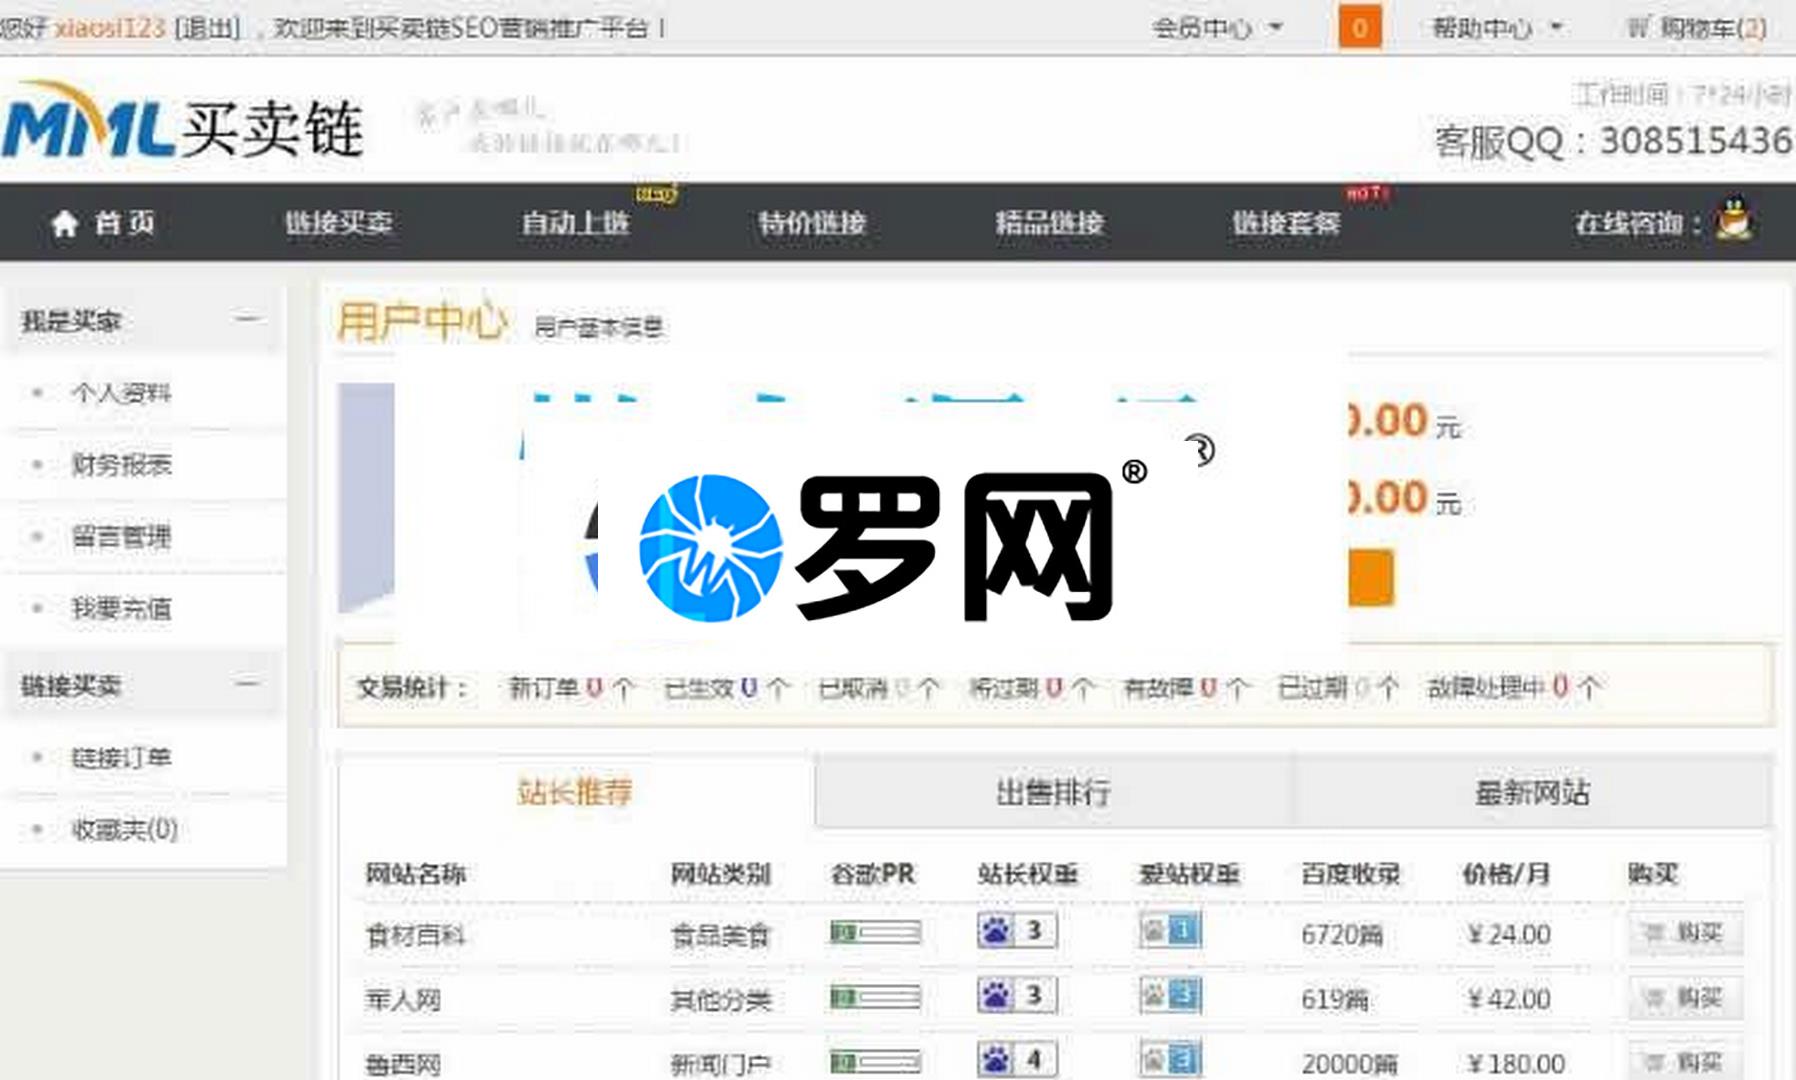 您好 xiaosi123 [退出]，欢迎来到买卖链SEO营销推广平台！
会员中心
0
帮助中心
购物车(2)
MML买卖链
工作时间：7*24小时
客服QQ：308515436
首页
链接买卖
自动上链
特价链接
精品链接
链接套餐
HOT!
在线咨询：
我是买家
个人资料
财务报表
留言管理
我要充值
链接买卖
链接订单
收藏夹(0)
用户中心 用户基本信息
0.00 元
0.00 元
罗网®
®
交易统计： 新订单 0 个 已生效 0 个 已取消 0 个 将过期 0 个 有故障 0 个 已过期 0 个 故障处理中 0 个
站长推荐 出售排行 最新网站
网站名称 网站类别 谷歌PR 站长权重 爱站权重 百度收录 价格/月 购买
食材百科 食品美食 3 1 6720篇 ￥24.00 购买
军人网 其他分类 3 3 619篇 ￥42.00 购买
鲁西网 新闻门户 4 3 20000篇 ￥180.00 购买